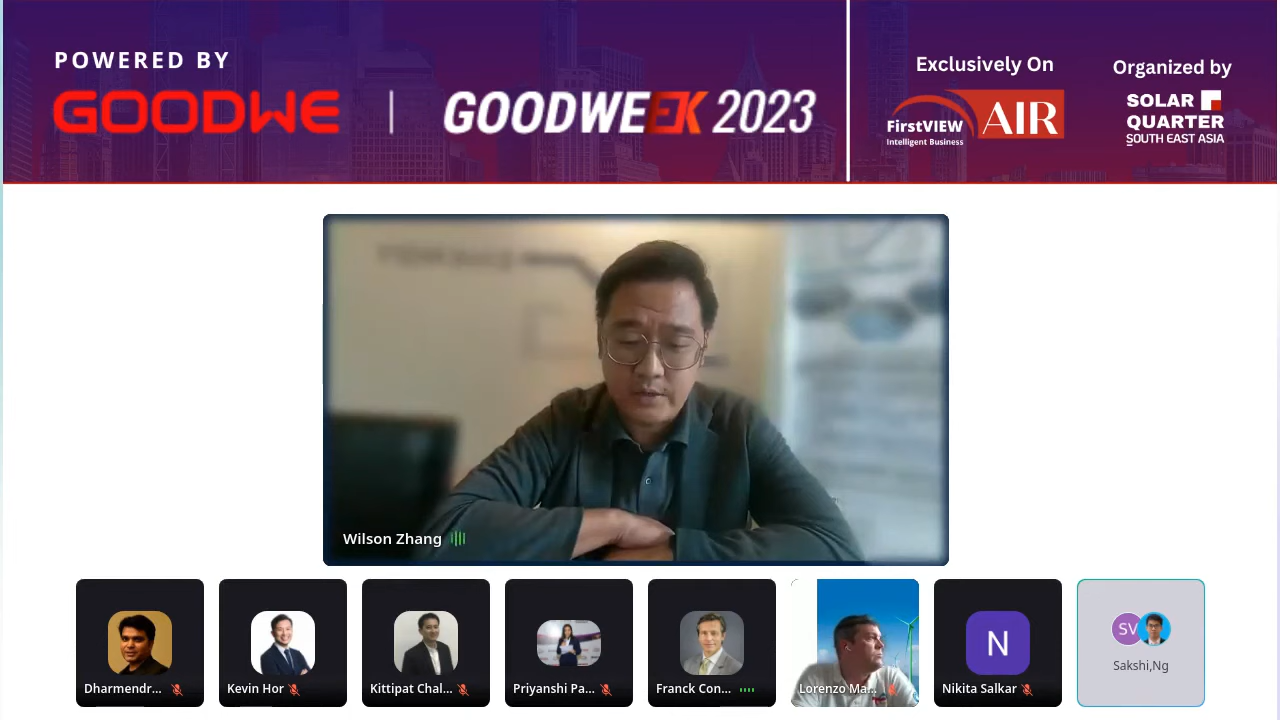 POWERED BY
GOODWE
GOODWEEK 2023
Exclusively On
FirstVIEW
Intelligent Business
AIR
Organized by
SOLAR
QUARTER
SOUTH EAST ASIA
Wilson Zhang
Dharmendr...
Kevin Hor
Kittipat Chal...
Priyanshi Pa...
Franck Con...
Lorenzo Ma...
N
Nikita Salkar
SV
Sakshi,Ng